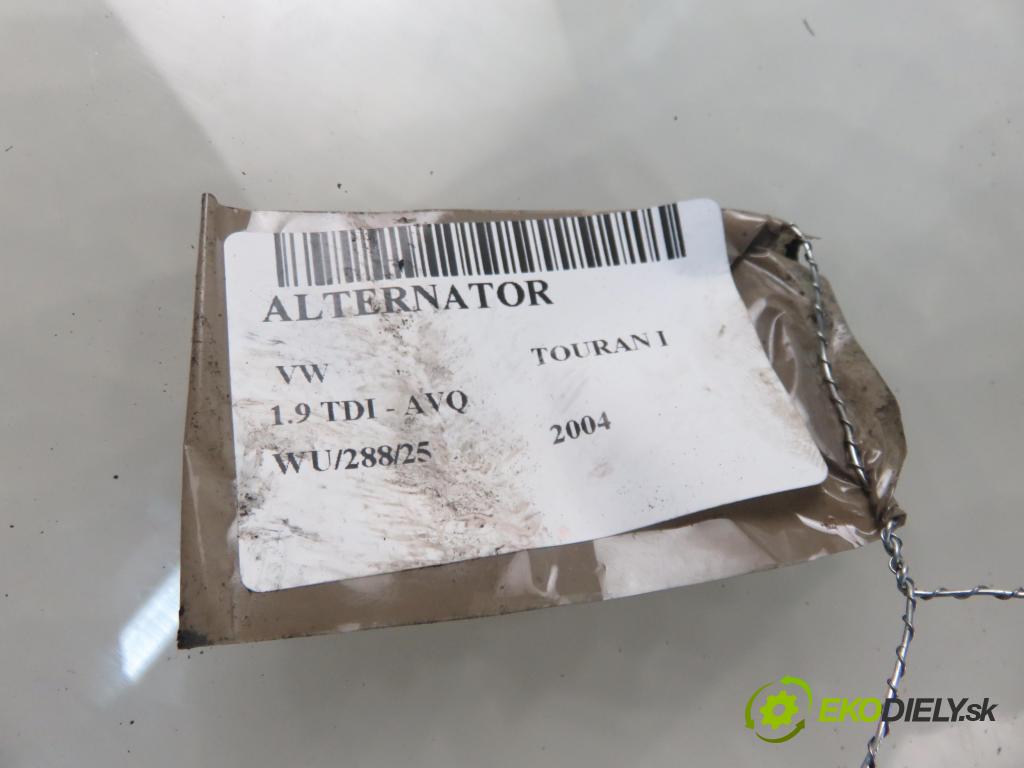 ALTERNATOR
VW TOURAN I
1.9 TDI - AVQ
WU/288/25 2004
EKODIELY.sk